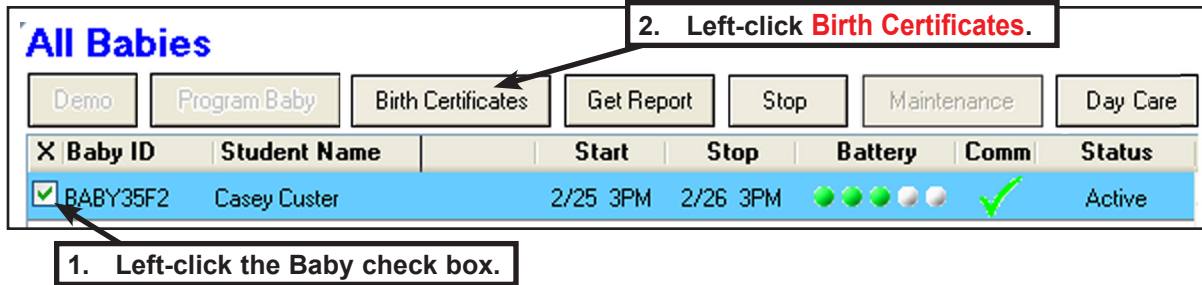 2. Left-click Birth Certificates.
All Babies
Demo Program Baby Birth Certificates Get Report Stop Maintenance Day Care
X Baby ID Student Name Start Stop Battery Comm Status
BABY35F2 Casey Custer 2/25 3PM 2/26 3PM Active
1. Left-click the Baby check box.